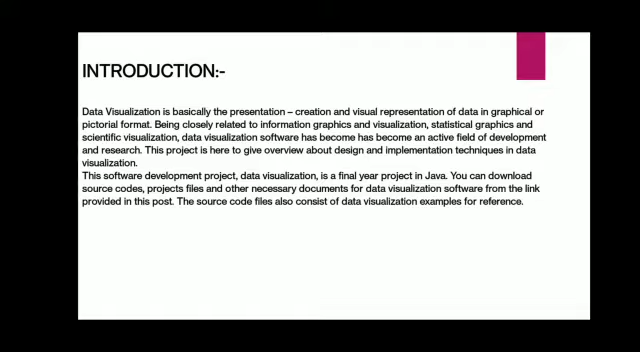 INTRODUCTION:-
Data Visualization is basically the presentation – creation and visual representation of data in graphical or
pictorial format. Being closely related to information graphics and visualization, statistical graphics and
scientific visualization, data visualization software has become has become an active field of development
and research. This project is here to give overview about design and implementation techniques in data
visualization.
This software development project, data visualization, is a final year project in Java. You can download
source codes, projects files and other necessary documents for data visualization software from the link
provided in this post. The source code files also consist of data visualization examples for reference.